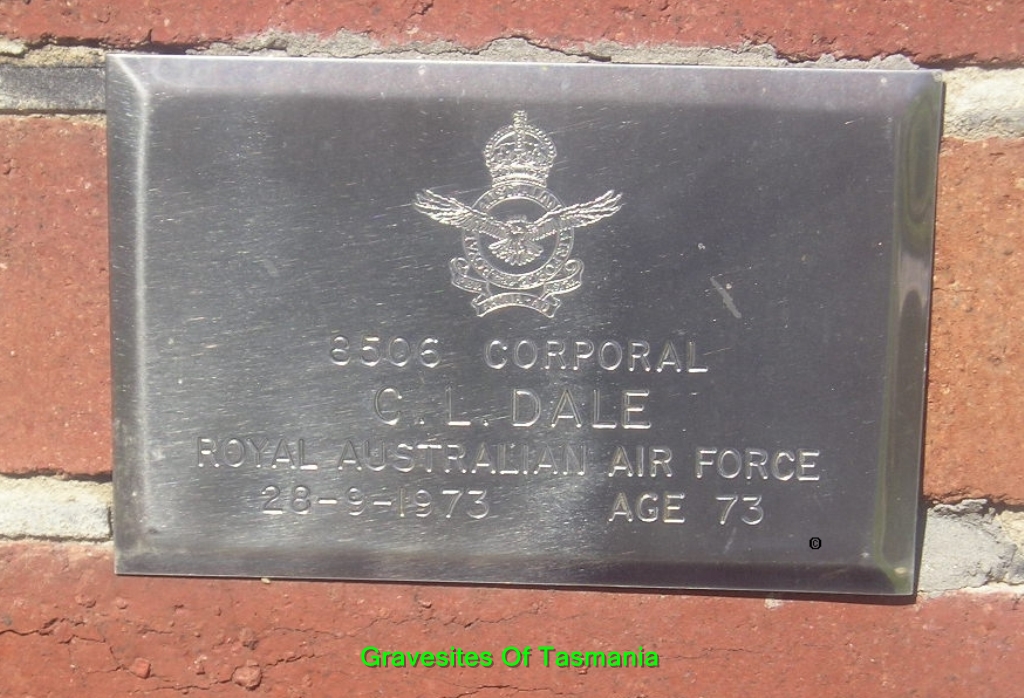 8506 CORPORAL
C. L. DALE
ROYAL AUSTRALIAN AIR FORCE
28-9-1973 AGE 73
©
Gravesites Of Tasmania